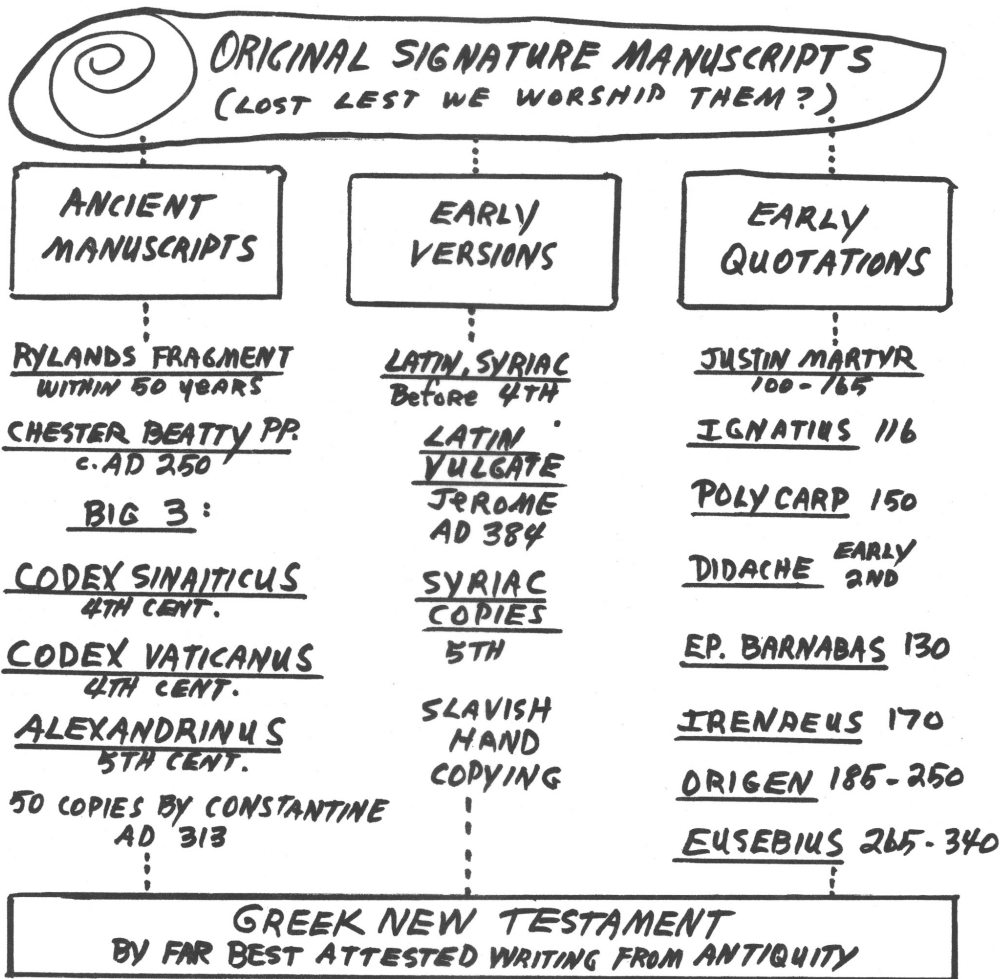 ORIGINAL SIGNATURE MANUSCRIPTS
(LOST LEST WE WORSHIP THEM?)
ANCIENT
MANUSCRIPTS
RYLANDS FRAGMENT
WITHIN 50 YEARS
CHESTER BEATTY PP.
c. AD 250
BIG 3:
CODEX SINAITICUS
4TH CENT.
CODEX VATICANUS
4TH CENT.
ALEXANDRINUS
5TH CENT.
50 COPIES BY CONSTANTINE
AD 313
EARLY
VERSIONS
LATIN, SYRIAC
Before 4TH
LATIN
VULGATE
JEROME
AD 384
SYRIAC
COPIES
5TH
SLAVISH
HAND
COPYING
EARLY
QUOTATIONS
JUSTIN MARTYR
100-165
IGNATIUS 116
POLYCARP 150
DIDACHE EARLY
2ND
EP. BARNABAS 130
IRENAEUS 170
ORIGEN 185-250
EUSEBIUS 265-340
GREEK NEW TESTAMENT
BY FAR BEST ATTESTED WRITING FROM ANTIQUITY